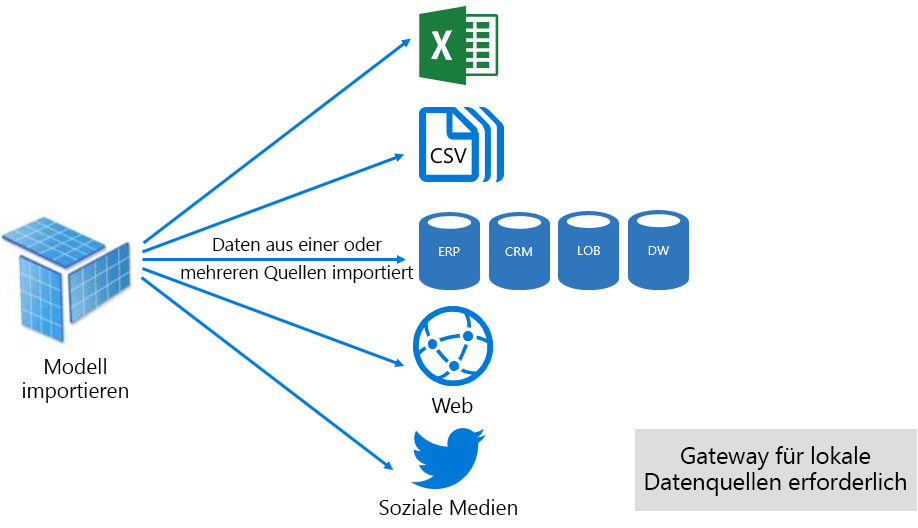 X
CSV
Daten aus einer oder
mehreren Quellen importiert
ERP
CRM
LOB
DW
Modell
importieren
Web
Soziale Medien
Gateway für lokale
Datenquellen erforderlich